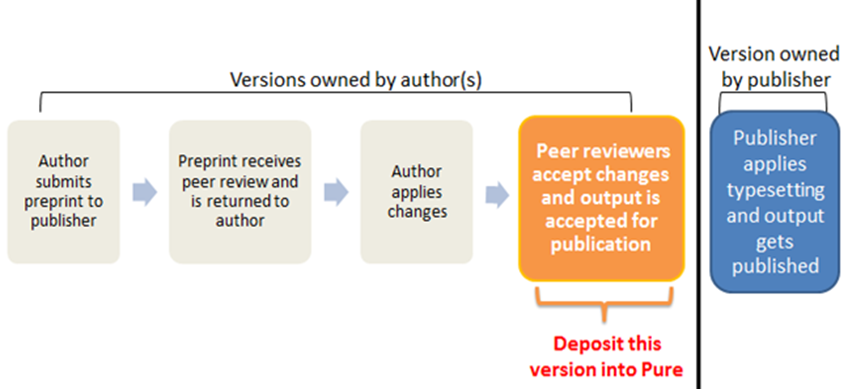 Versions owned by author(s)
Version owned
by publisher
Author
submits
preprint to
publisher
Preprint receives
peer review and
is returned to
author
Author
applies
changes
Peer reviewers
accept changes
and output is
accepted for
publication
Publisher
applies
typesetting
and output
gets
published
Deposit this
version into Pure